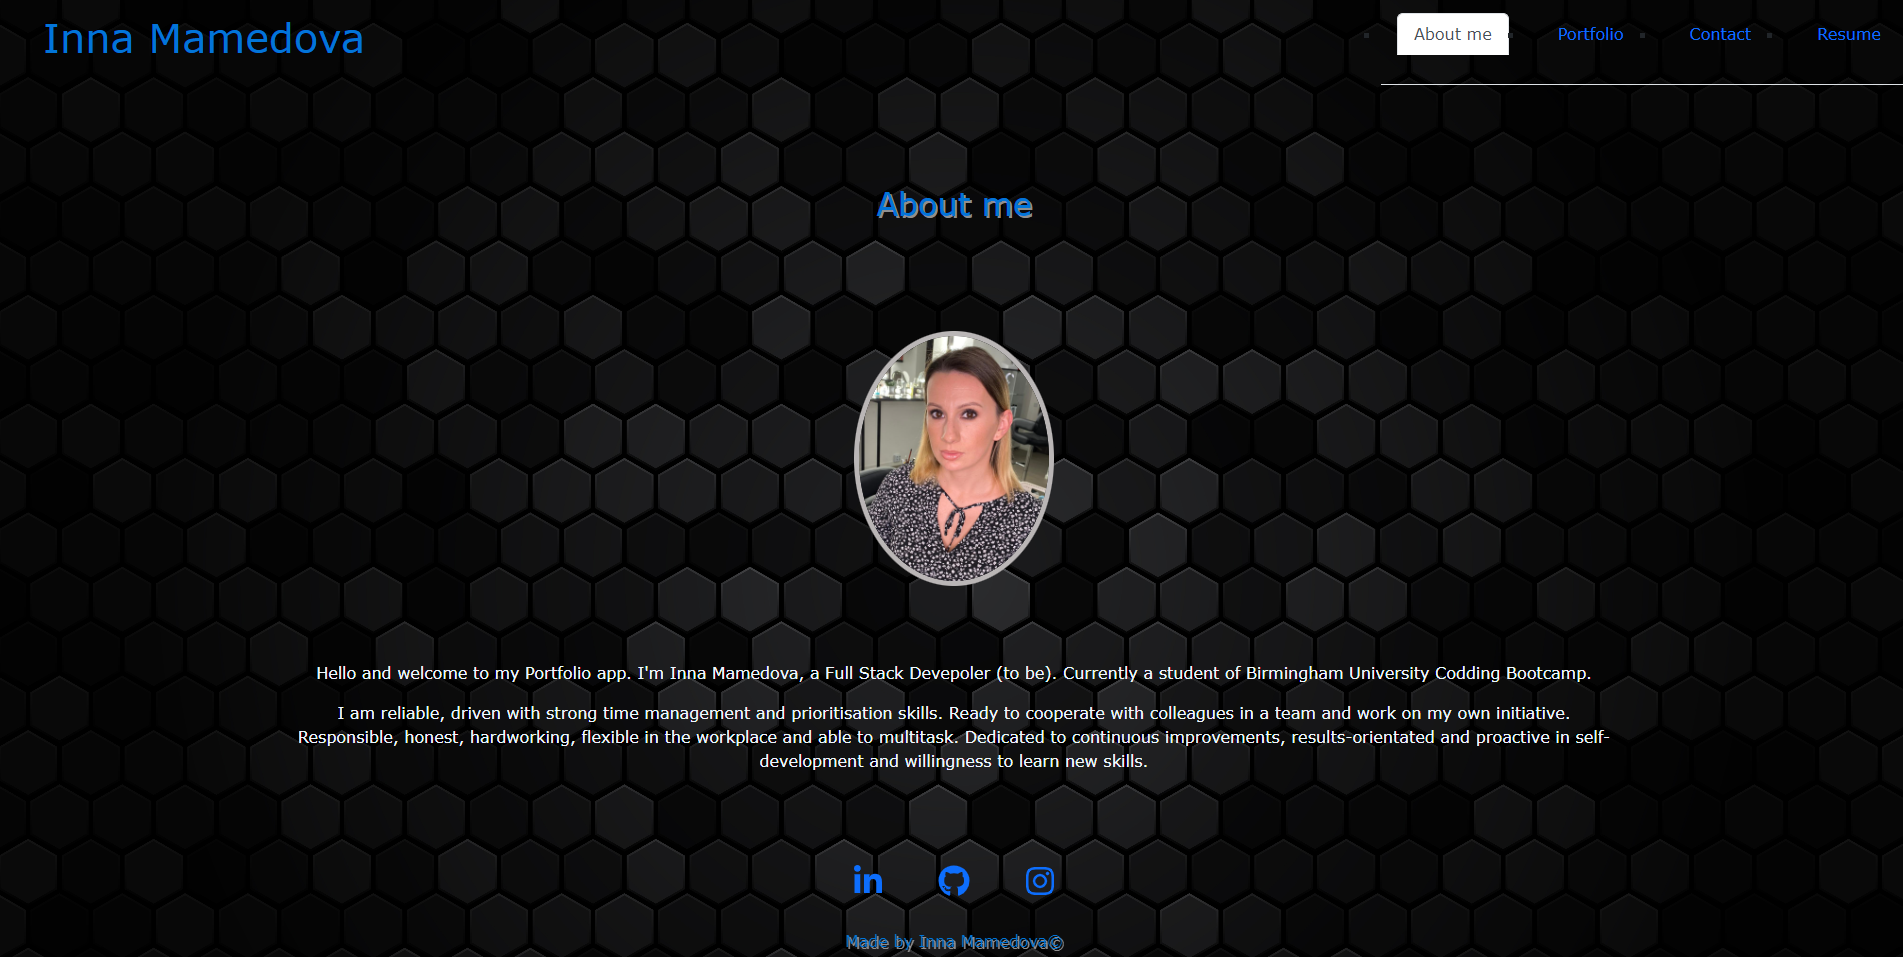 Inna Mamedova
About me
Portfolio
Contact
Resume
About me
Hello and welcome to my Portfolio app. I'm Inna Mamedova, a Full Stack Devepoler (to be). Currently a student of Birmingham University Codding Bootcamp.
I am reliable, driven with strong time management and prioritisation skills. Ready to cooperate with colleagues in a team and work on my own initiative.
Responsible, honest, hardworking, flexible in the workplace and able to multitask. Dedicated to continuous improvements, results-orientated and proactive in self-
development and willingness to learn new skills.
in
Made by Inna Mamedova©